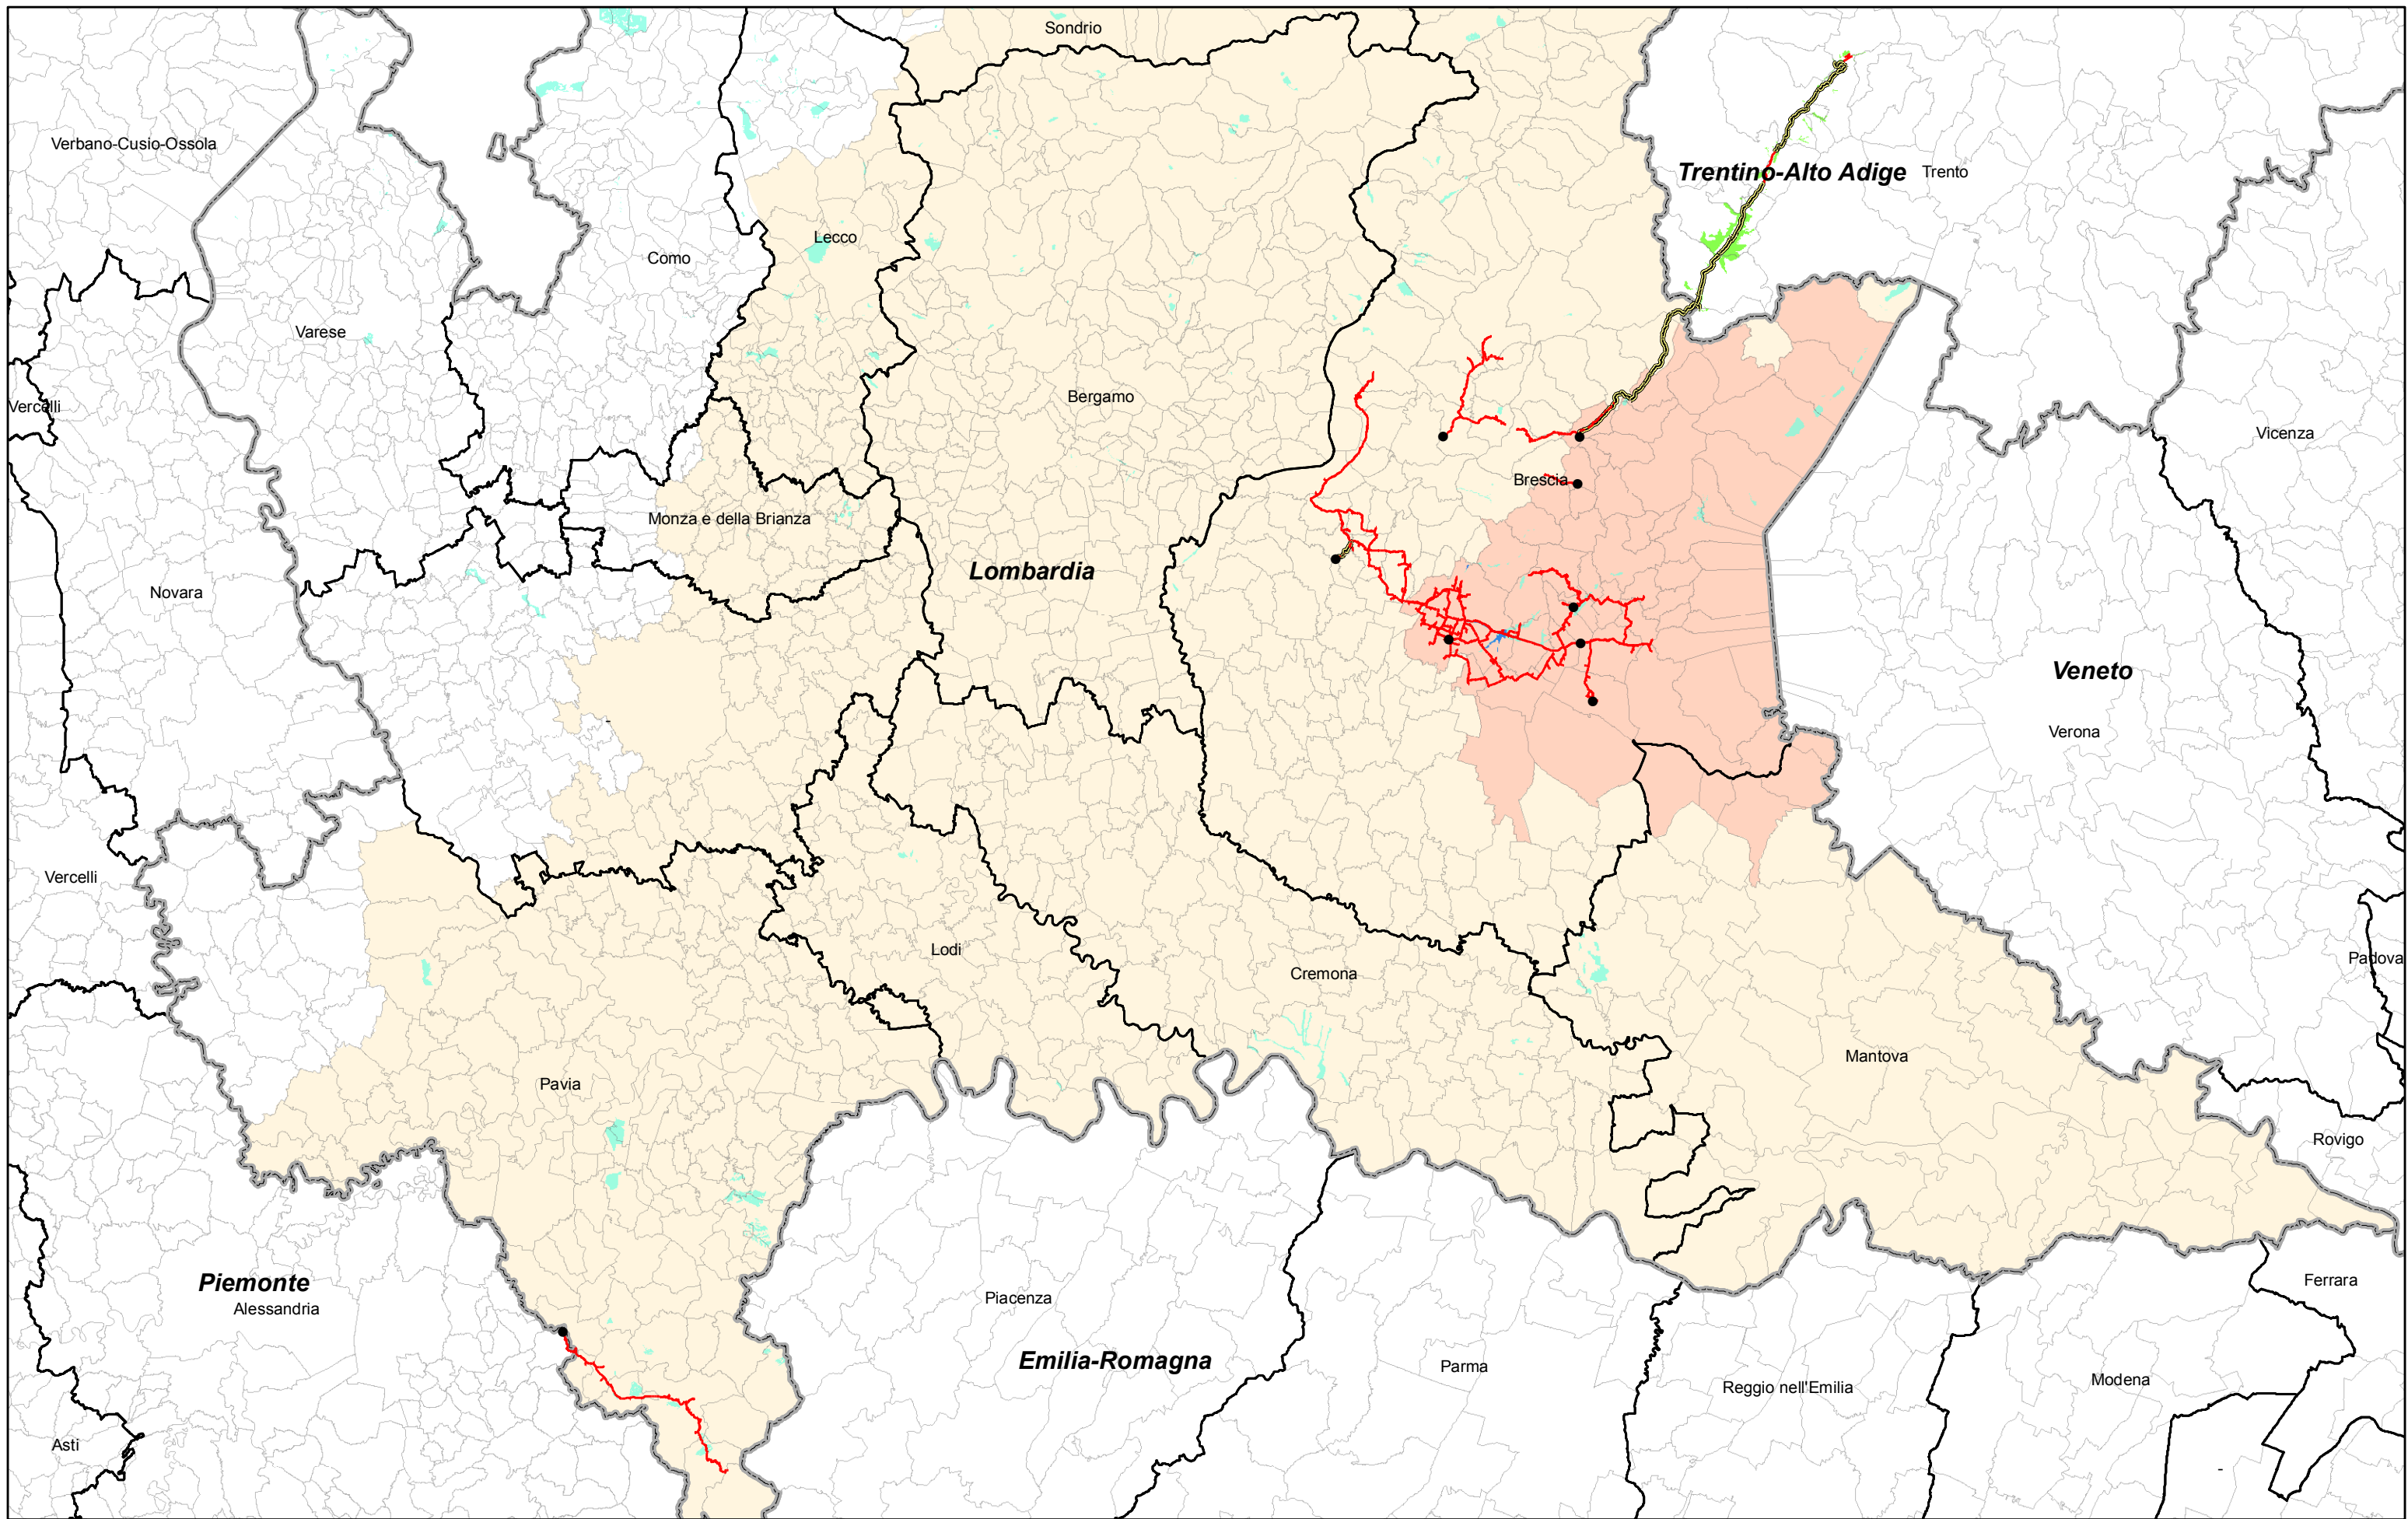 Sondrio
Verbano-Cusio-Ossola
Trentino-Alto Adige
Trento
Lecco
Como
Varese
Bergamo
Vercelli
Vicenza
Brescia
Monza e della Brianza
Lombardia
Novara
Veneto
Verona
Vercelli
Lodi
Padova
Cremona
Mantova
Pavia
Rovigo
Piemonte
Ferrara
Piacenza
Alessandria
Emilia-Romagna
Parma
Modena
Reggio nell'Emilia
Asti